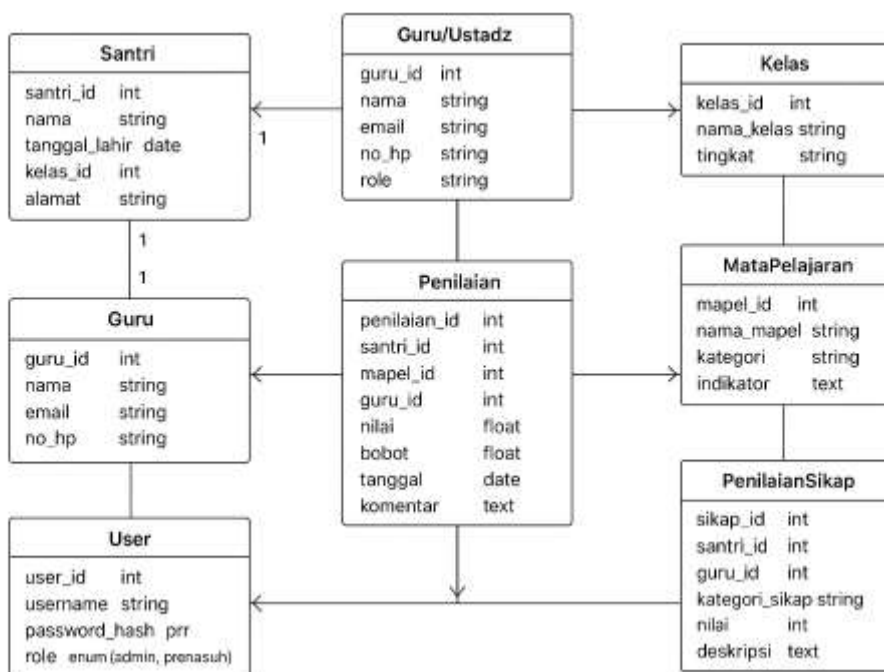 Santri
santri_id int
nama string
tanggal_lahir date
kelas_id int
alamat string
Guru/Ustadz
guru_id int
nama string
email string
no_hp string
role string
Kelas
kelas_id int
nama_kelas string
tingkat string
1
1
1
Guru
guru_id int
nama string
email string
no_hp string
Penilaian
penilaian_id int
santri_id int
mapel_id int
guru_id int
nilai float
bobot float
tanggal date
komentar text
MataPelajaran
mapel_id int
nama_mapel string
kategori string
indikator text
User
user_id int
username string
password_hash prr
role enum (admin, prenasuh)
PenilaianSikap
sikap_id int
santri_id int
guru_id int
kategori_sikap string
nilai int
deskripsi text